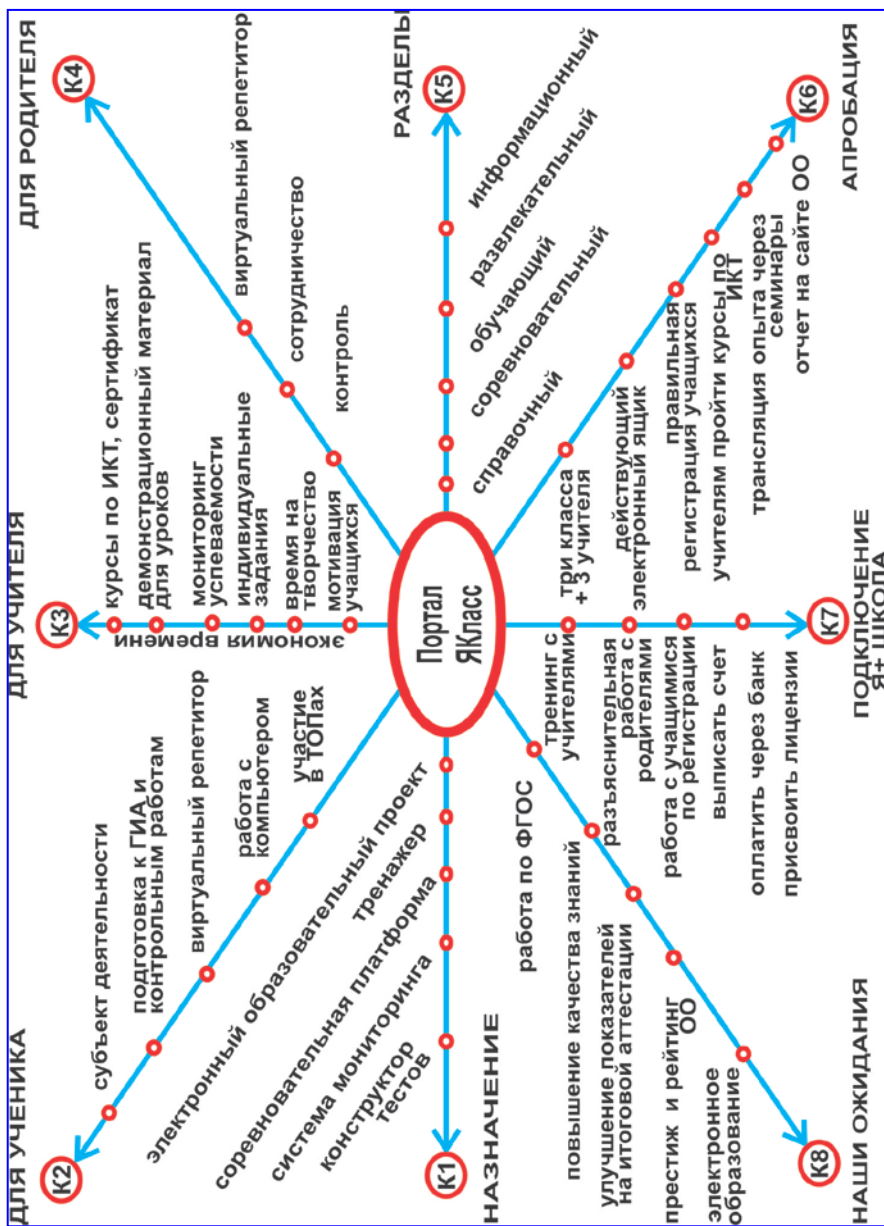 Портал
ЯКласс
К1
НАЗНАЧЕНИЕ
электронный образовательный проект
тренажер
соревновательная платформа
система мониторинга
конструктор
тестов
К2
ДЛЯ УЧЕНИКА
субъект деятельности
подготовка к ГИА и
контрольным работам
виртуальный репетитор
работа с
компьютером
участие
в ТОПах
К3
ДЛЯ УЧИТЕЛЯ
курсы по ИКТ, сертификат
демонстрационный материал
для уроков
мониторинг
успеваемости
индивидуальные
задания
время на
творчество
мотивация
учащихся
экономия времени
К4
ДЛЯ РОДИТЕЛЯ
виртуальный репетитор
сотрудничество
контроль
К5
РАЗДЕЛЫ
информационный
развлекательный
обучающий
соревновательный
справочный
К6
АПРОБАЦИЯ
три класса
+ 3 учителя
действующий
электронный ящик
правильная
регистрация учащихся
учителям пройти курсы по
ИКТ
трансляция опыта через
семинары
отчет на сайте ОО
К7
ПОДКЛЮЧЕНИЕ
Я+ ШКОЛА
тренинг с
учителями
разъяснительная
работа с
родителями
работа с учащимися
по регистрации
выписать счет
оплатить через банк
присвоить лицензии
К8
НАШИ ОЖИДАНИЯ
работа по ФГОС
повышение качества знаний
улучшение показателей
на итоговой аттестации
престиж и рейтинг
ОО
электронное
образование